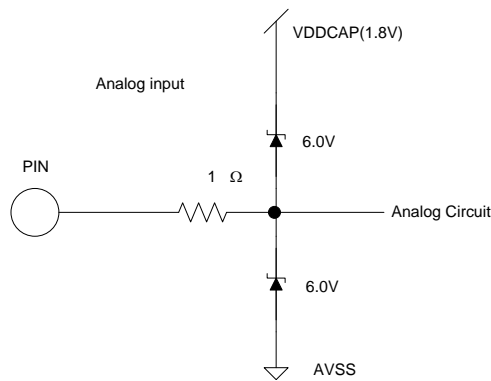 VDDCAP(1.8V)
Analog input
6.0V
PIN
1 Ω
Analog Circuit
6.0V
AVSS